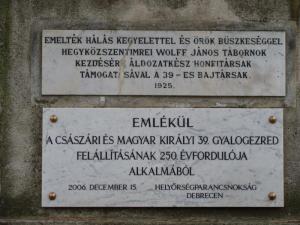 EMELTÉK HÁLÁS KEGYELETTEL ÉS ÖRÖK BÜSZKESÉGGEL
HEGYKÖZSZENTIMREI WOLFF JÁNOS TÁBORNOK
KEZDÉSÉRE ÁLDOZATKÉSZ HONFITÁRSAK
TÁMOGATÁSÁVAL A 39-ES BAJTÁRSAK.
1925.
EMLÉKÜL
A CSÁSZÁRI ÉS MAGYAR KIRÁLYI 39. GYALOGEZRED
FELÁLLÍTÁSÁNAK 250. ÉVFORDULÓJA
ALKALMÁBÓL
2006. DECEMBER 15. HELYŐRSÉGPARANCSNOKSÁG
DEBRECEN